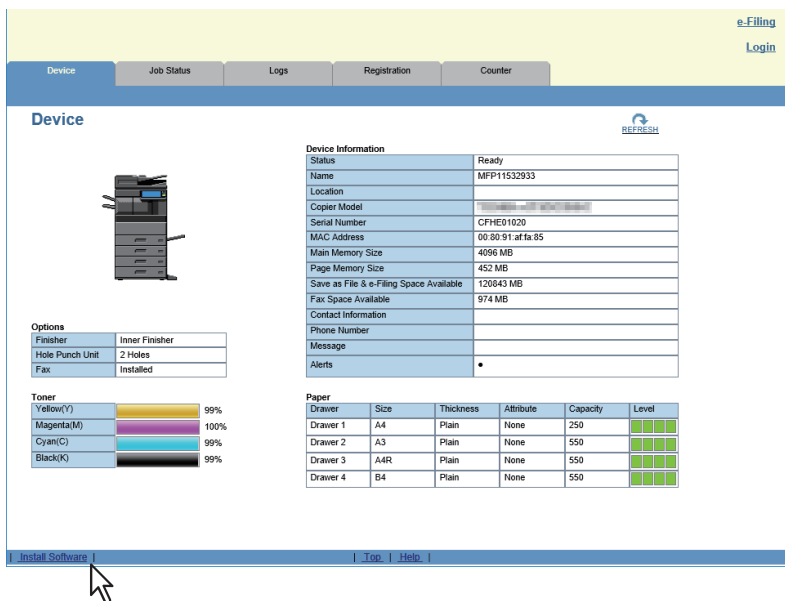 e-Filing
Login
Device Job Status Logs Registration Counter
Device
REFRESH
Device Information
Status Ready
Name MFP11532933
Location
Copier Model
Serial Number CFHE01020
MAC Address 00:80:91:af:fa:85
Main Memory Size 4096 MB
Page Memory Size 452 MB
Save as File & e-Filing Space Available 120843 MB
Fax Space Available 974 MB
Contact Information
Phone Number
Message
Alerts ●
Options
Finisher Inner Finisher
Hole Punch Unit 2 Holes
Fax Installed
Toner
Yellow(Y) 99%
Magenta(M) 100%
Cyan(C) 99%
Black(K) 99%
Paper
Drawer Size Thickness Attribute Capacity Level
Drawer 1 A4 Plain None 250
Drawer 2 A3 Plain None 550
Drawer 3 A4R Plain None 550
Drawer 4 B4 Plain None 550
| Install Software | | Top | Help |